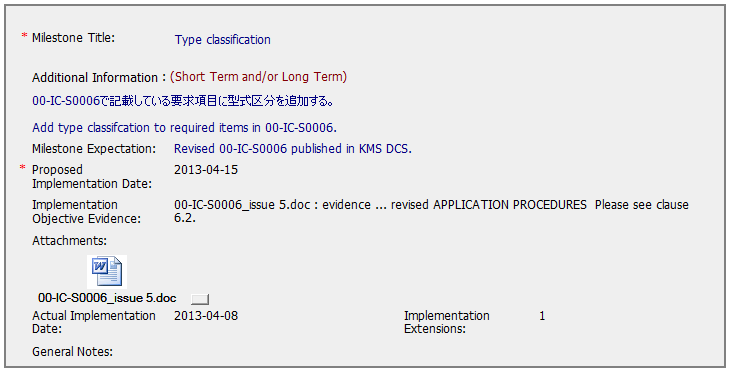 * Milestone Title: Type classification
Additional Information : (Short Term and/or Long Term)
00-IC-S0006で記載している要求項目に型式区分を追加する。
Add type classifcation to required items in 00-IC-S0006.
Milestone Expectation: Revised 00-IC-S0006 published in KMS DCS.
* Proposed 2013-04-15
Implementation Date:
Implementation 00-IC-S0006_issue 5.doc : evidence ... revised APPLICATION PROCEDURES Please see clause
Objective Evidence: 6.2.
Attachments:
00-IC-S0006_issue 5.doc
Actual Implementation 2013-04-08 Implementation 1
Date: Extensions:
General Notes: